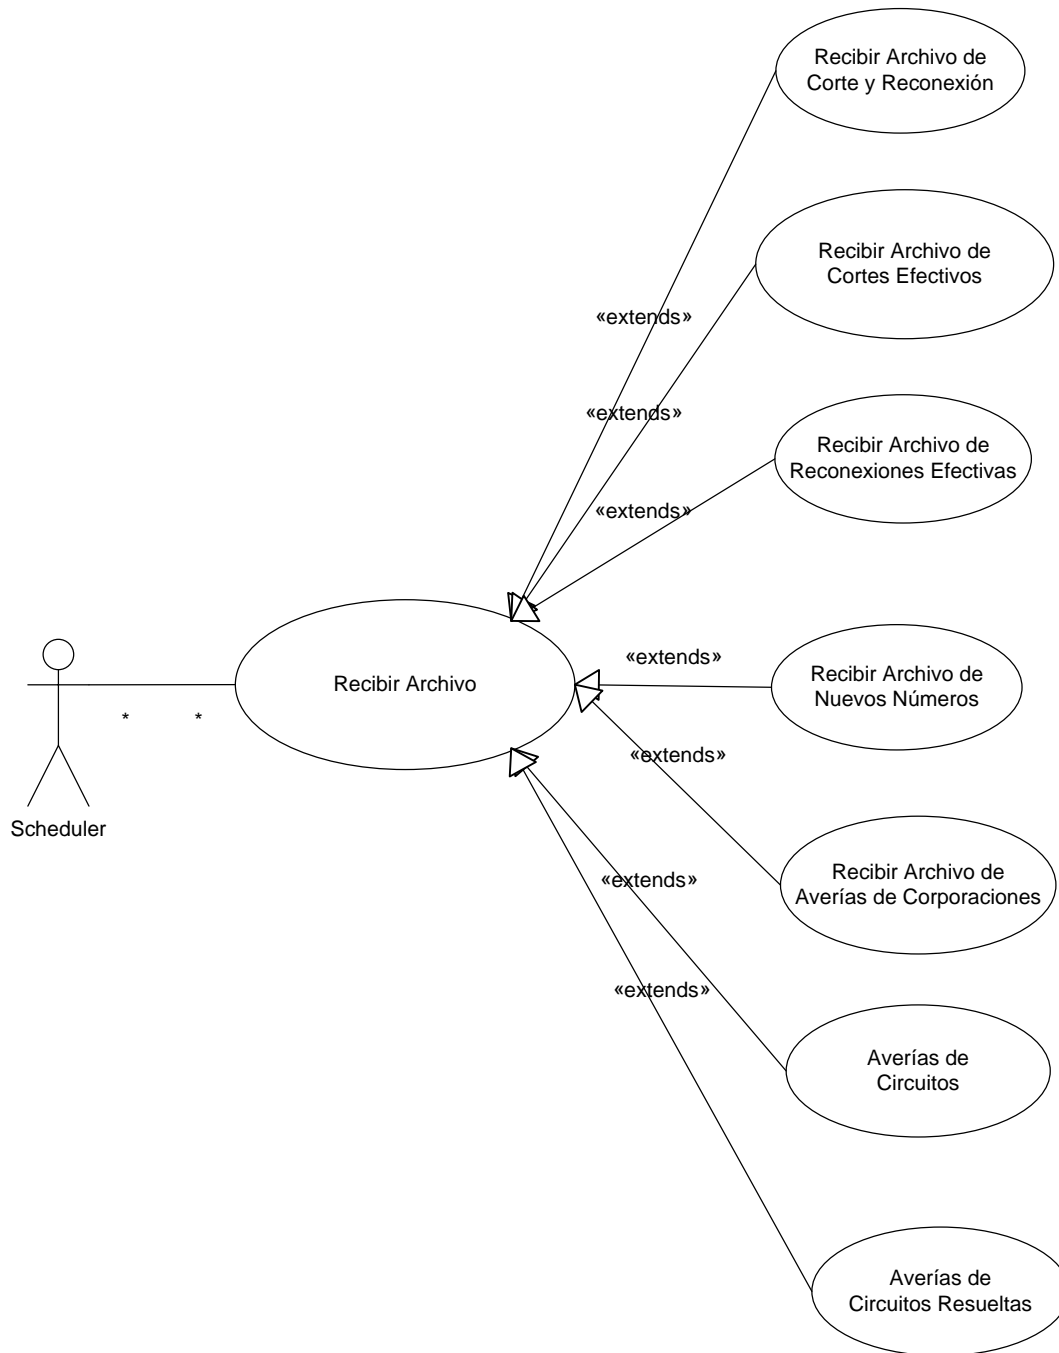 Recibir Archivo de
Corte y Reconexión
Recibir Archivo de
Cortes Efectivos
«extends»
«extends»
Recibir Archivo de
Reconexiones Efectivas
«extends»
Recibir Archivo
«extends»
Recibir Archivo de
Nuevos Números
* *
«extends»
Scheduler
Recibir Archivo de
Averías de Corporaciones
«extends»
«extends»
Averías de
Circuitos
Averías de
Circuitos Resueltas